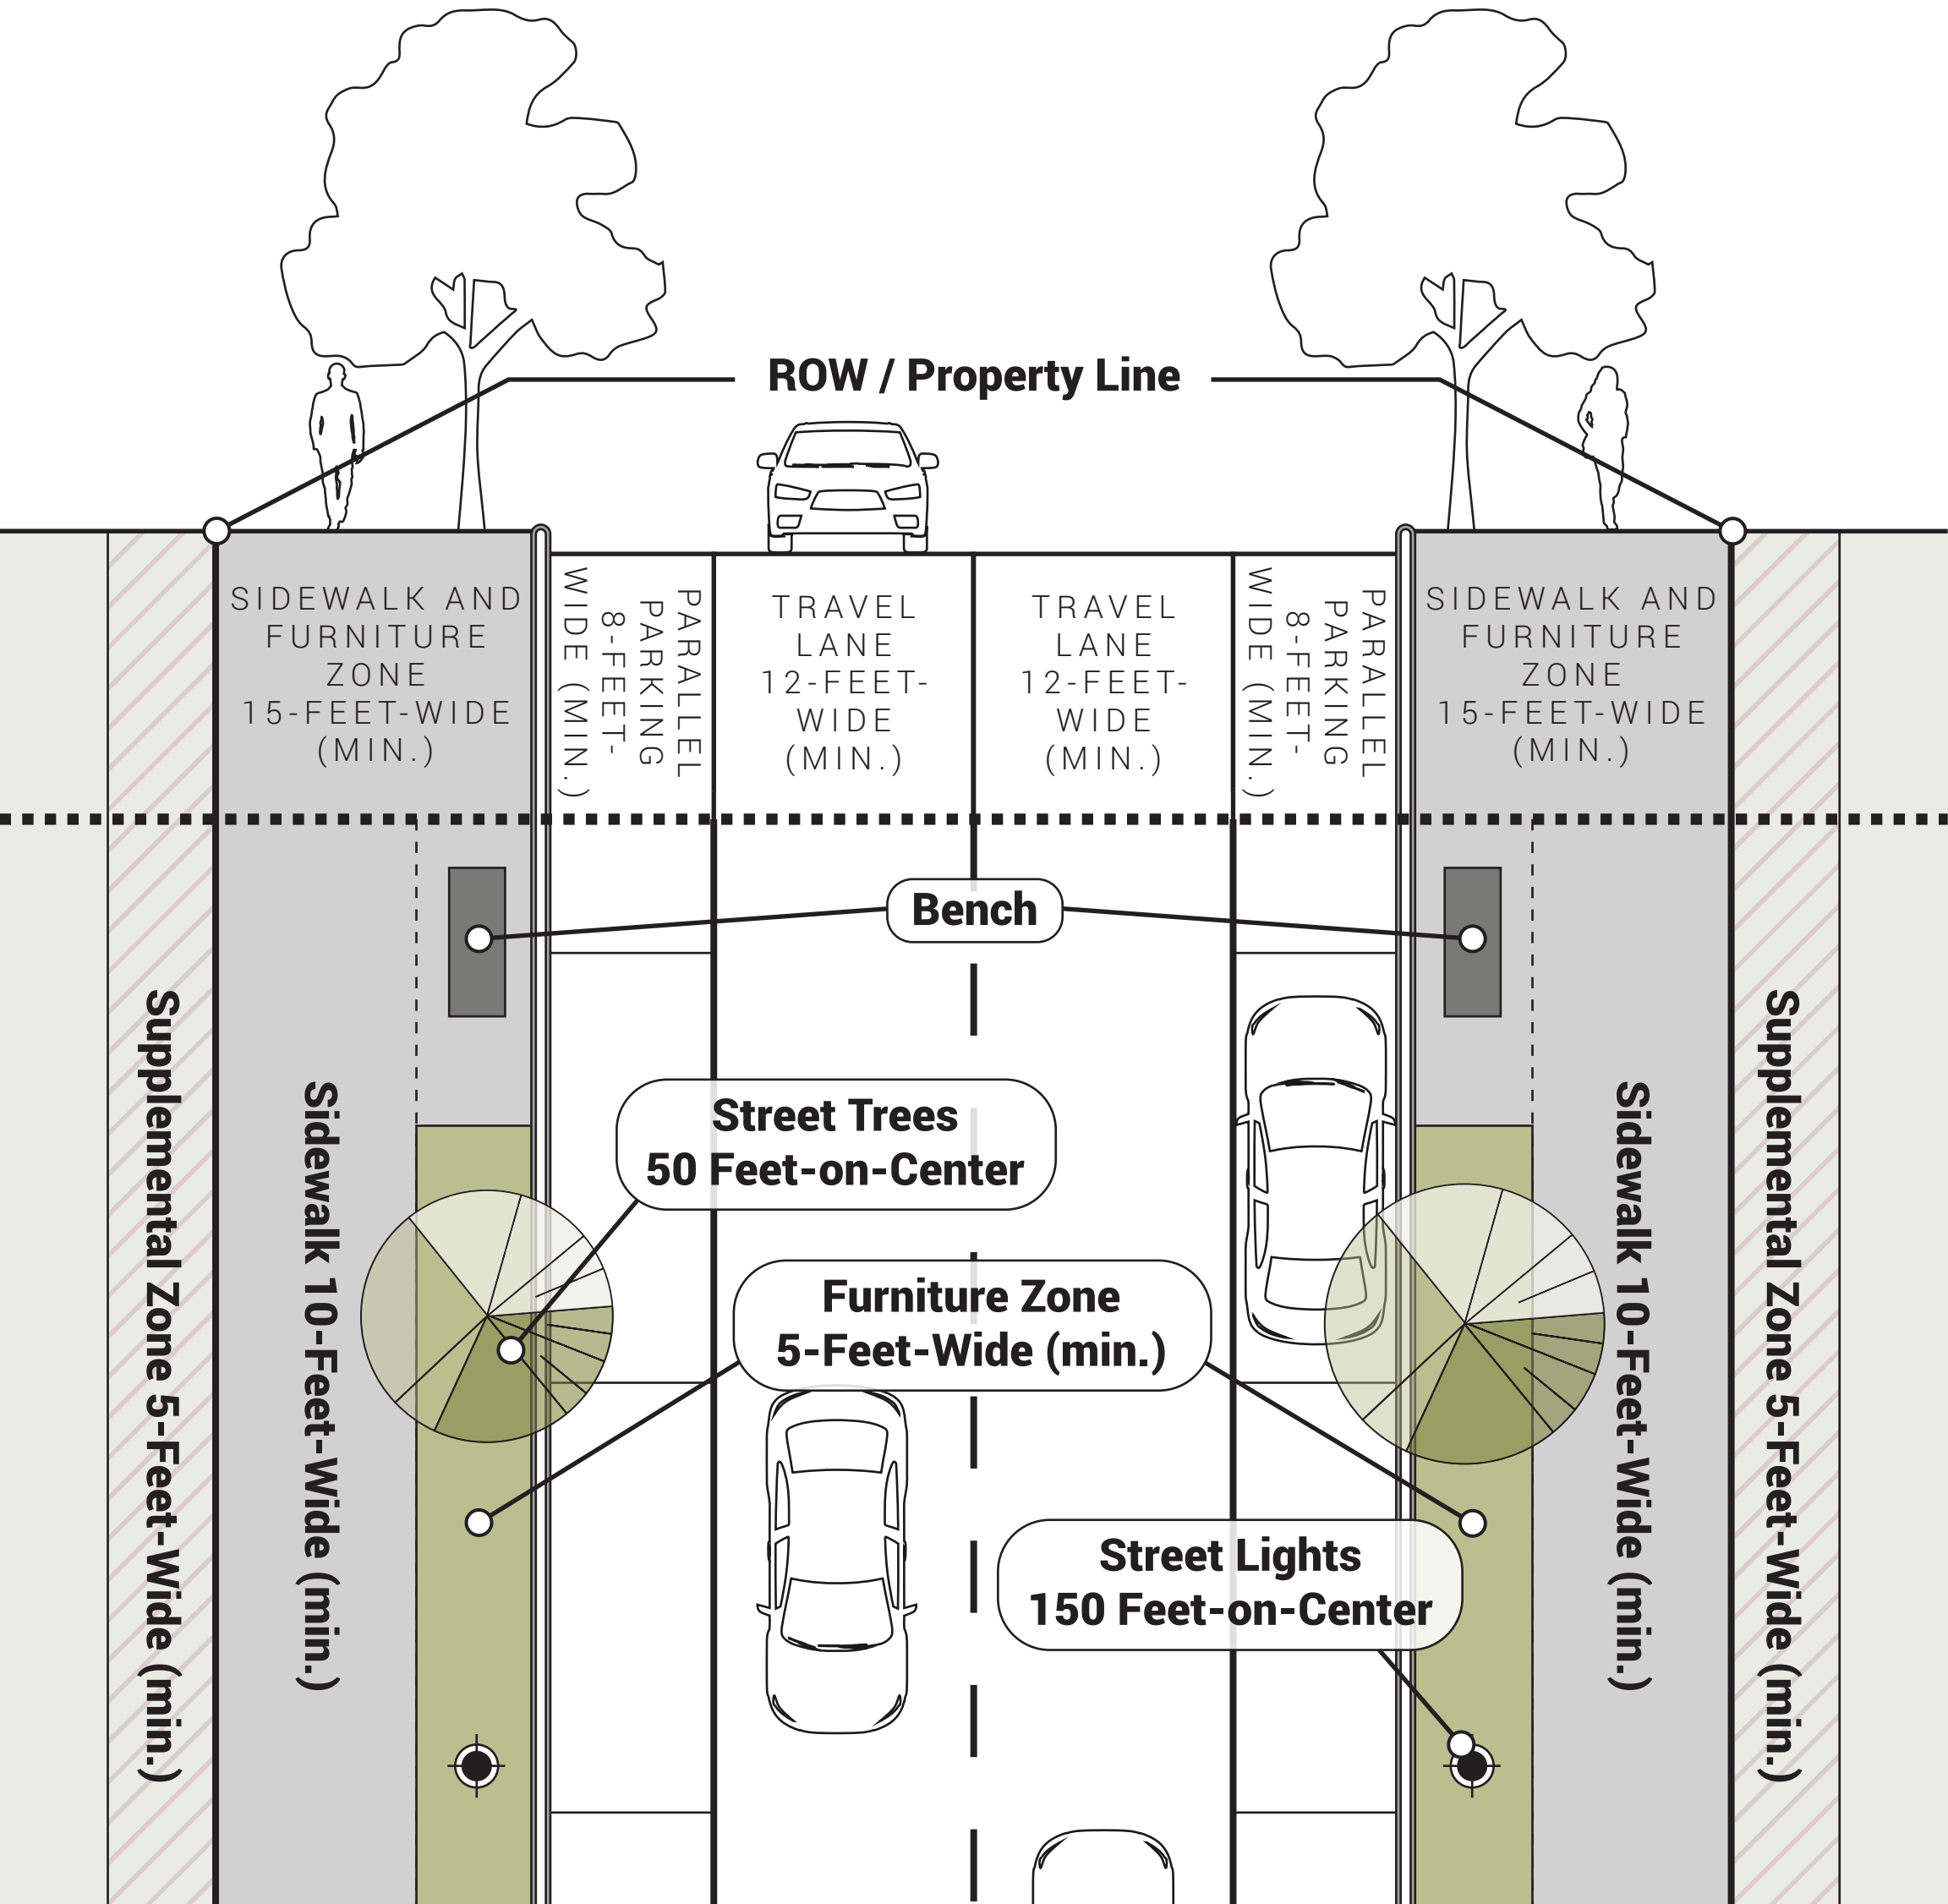 ROW / Property Line
SIDEWALK AND
FURNITURE
ZONE
15-FEET-WIDE
(MIN.)
PARALLEL
PARKING
8-FEET-
WIDE (MIN.)
TRAVEL
LANE
12-FEET-
WIDE
(MIN.)
TRAVEL
LANE
12-FEET-
WIDE
(MIN.)
PARALLEL
PARKING
8-FEET-
WIDE (MIN.)
SIDEWALK AND
FURNITURE
ZONE
15-FEET-WIDE
(MIN.)
Bench
Supplemental Zone 5-Feet-Wide (min.)
Sidewalk 10-Feet-Wide (min.)
Street Trees
50 Feet-on-Center
Furniture Zone
5-Feet-Wide (min.)
Street Lights
150 Feet-on-Center
Sidewalk 10-Feet-Wide (min.)
Supplemental Zone 5-Feet-Wide (min.)